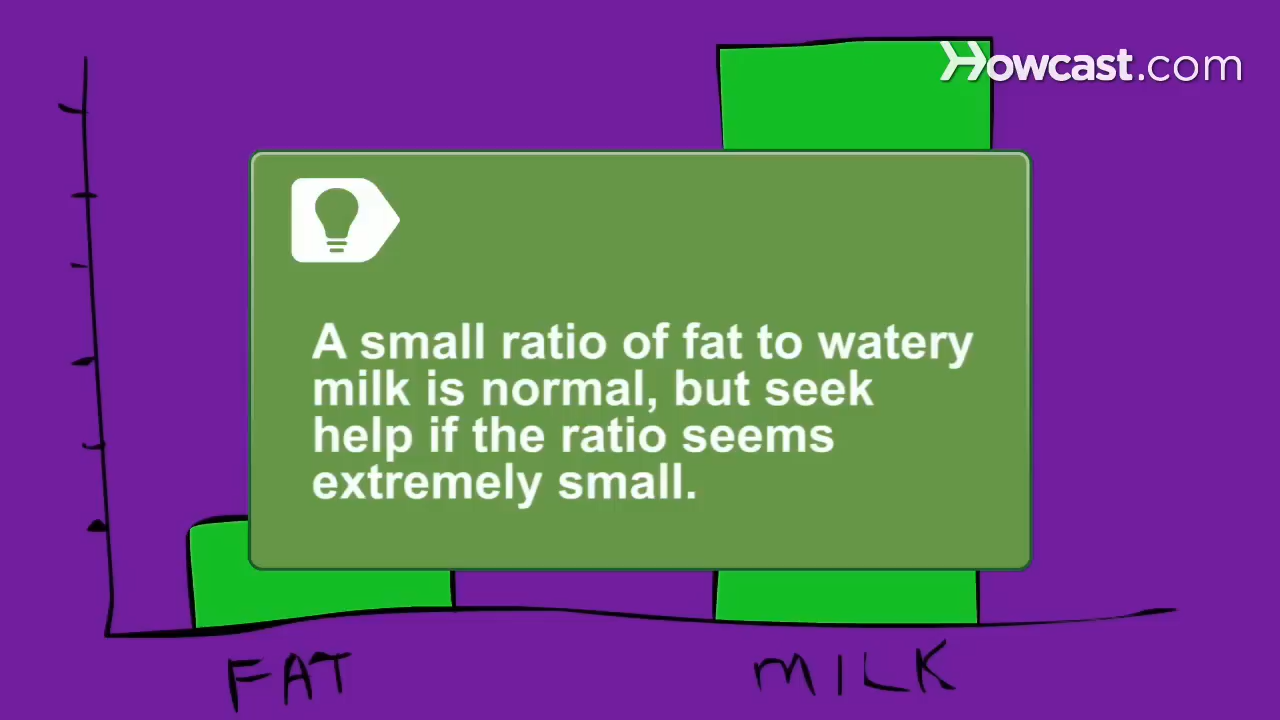 Howcast.com
A small ratio of fat to watery
milk is normal, but seek
help if the ratio seems
extremely small.
FAT
MILK